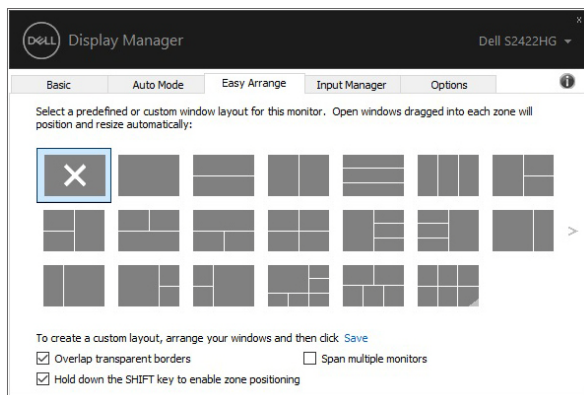 DELL Display Manager
Dell S2422HG
Basic Auto Mode Easy Arrange Input Manager Options
Select a predefined or custom window layout for this monitor. Open windows dragged into each zone will
position and resize automatically:
To create a custom layout, arrange your windows and then click Save
Overlap transparent borders Span multiple monitors
Hold down the SHIFT key to enable zone positioning